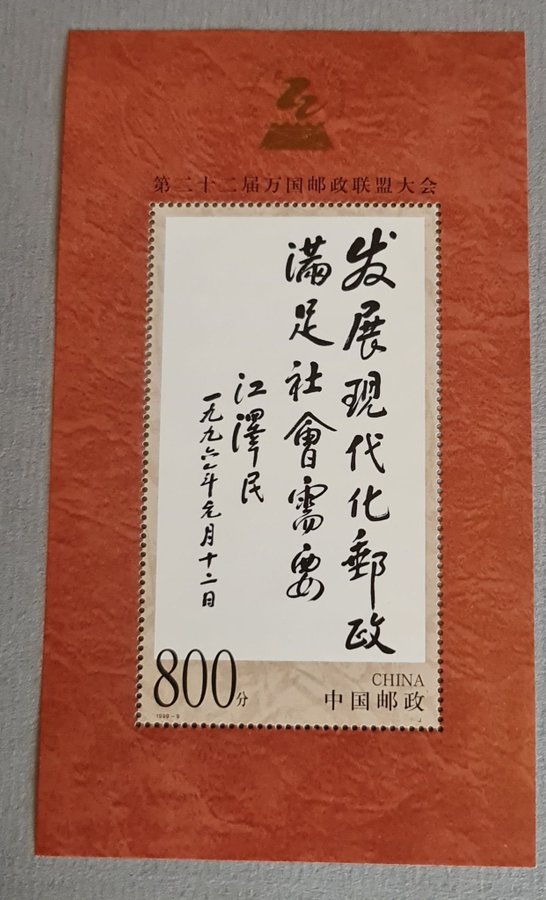 第二十二届万国邮政联盟大会
发展現代化郵政
滿足社會需要
江澤民
一九九六年元月十二日
800分
CHINA
中国邮政
1999-9